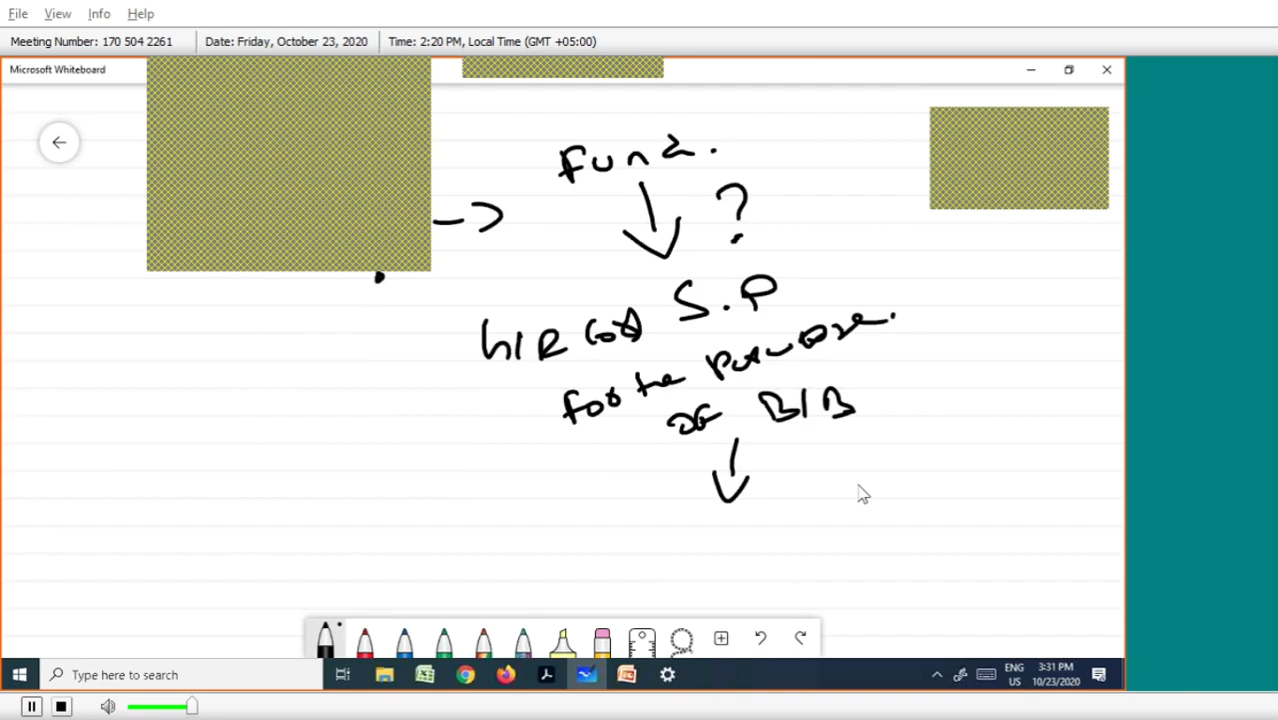 File View Info Help
Meeting Number: 170 504 2261 Date: Friday, October 23, 2020 Time: 2:20 PM, Local Time (GMT +05:00)
Microsoft Whiteboard
Fund.
?
S.P
for the Purpose.
OF B/B
Type here to search
ENG
US
3:31 PM
10/23/2020